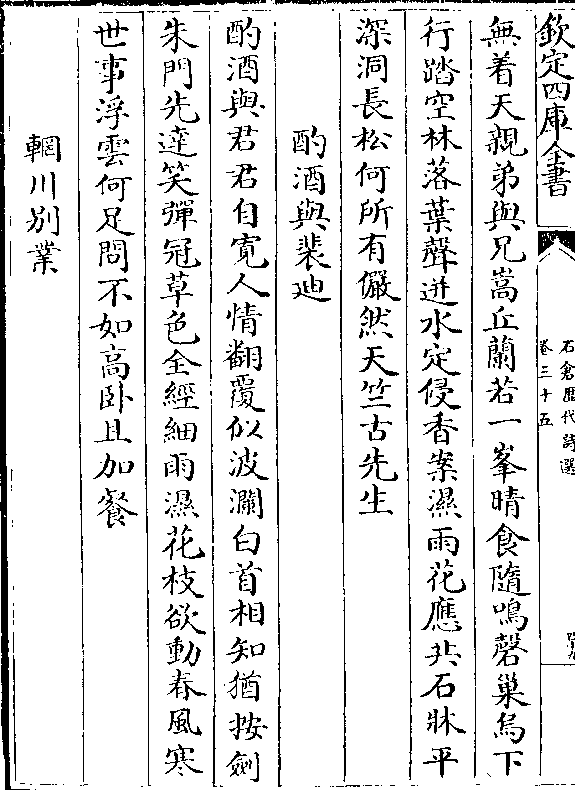 欽定四庫全書
石倉歴代詩選
卷三十五
無着天親弟與兄嵩丘蘭若一峯晴食隨鳴磬巢烏下
行踏空林落葉聲迸水定侵香案濕雨花應共石牀平
深洞長松何所有儼然天竺古先生
酌酒與裴迪
酌酒與君君自寛人情翻覆似波瀾白首相知猶按劍
朱門先達笑彈冠草色全經細雨濕花枝欲動春風寒
世事浮雲何足問不如高卧且加餐
輞川别業